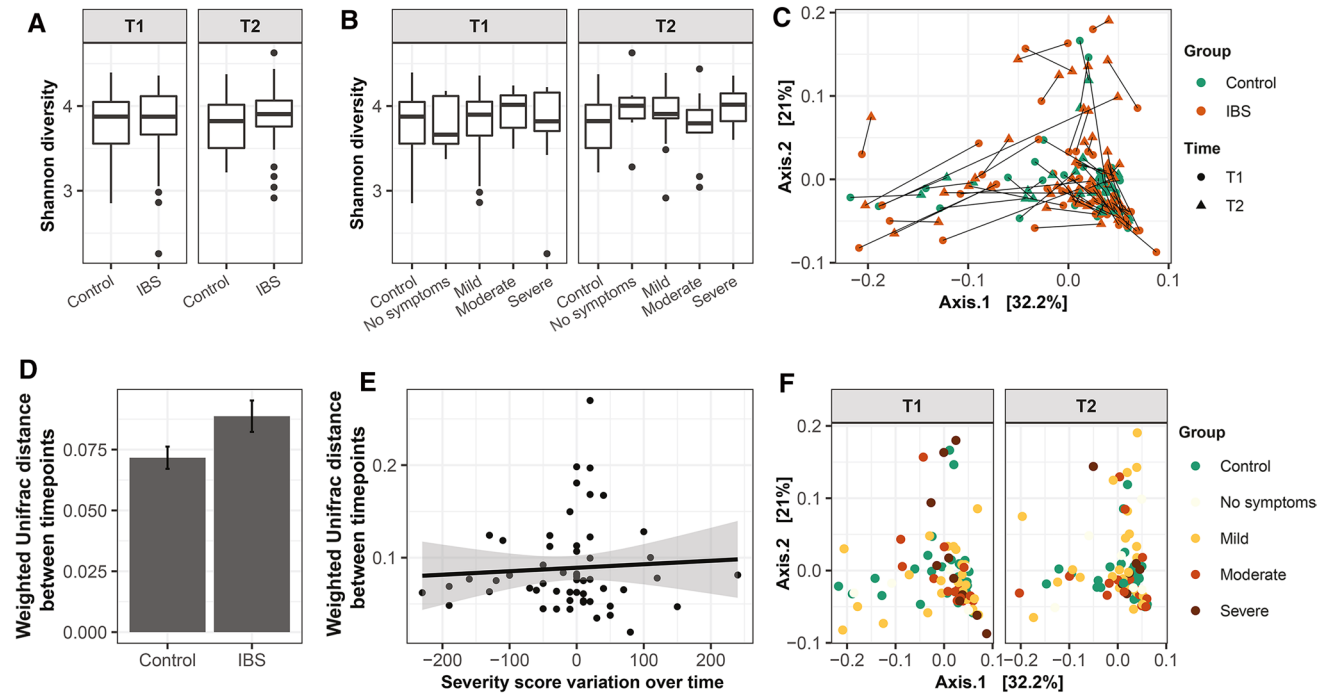 A
T1
T2
Shannon diversity
4
3
Control
IBS
Control
IBS
B
T1
T2
Shannon diversity
4
3
Control
No symptoms
Mild
Moderate
Severe
Control
No symptoms
Mild
Moderate
Severe
C
Axis.2 [21%]
0.2
0.1
0.0
−0.1
−0.2
−0.1
0.0
0.1
Axis.1 [32.2%]
Group
Control
IBS
Time
T1
T2
D
Weighted Unifrac distance
between timepoints
0.075
0.050
0.025
0.000
Control
IBS
E
Weighted Unifrac distance
between timepoints
0.2
0.1
−200
−100
0
100
200
Severity score variation over time
F
T1
T2
Axis.2 [21%]
0.2
0.1
0.0
−0.1
−0.2
−0.1
0.0
0.1
−0.2
−0.1
0.0
0.1
Axis.1 [32.2%]
Group
Control
No symptoms
Mild
Moderate
Severe